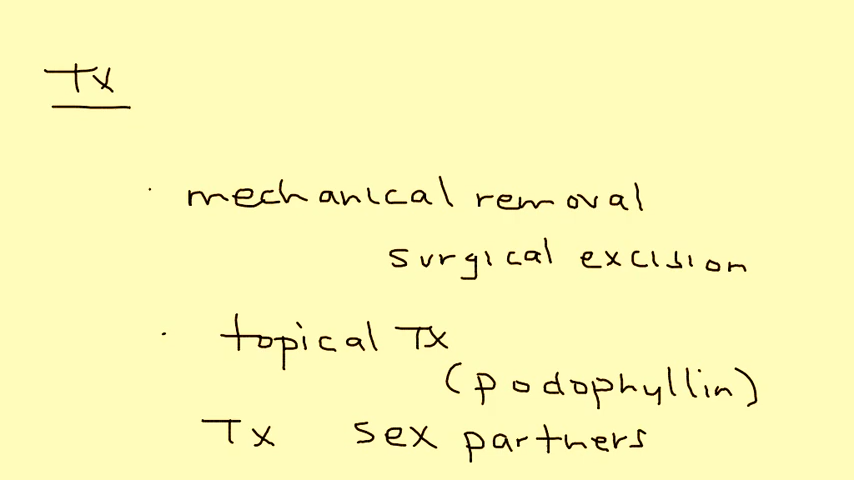 Tx
· mechanical removal
surgical excision
· topical Tx
(podophyllin)
Tx sex partners